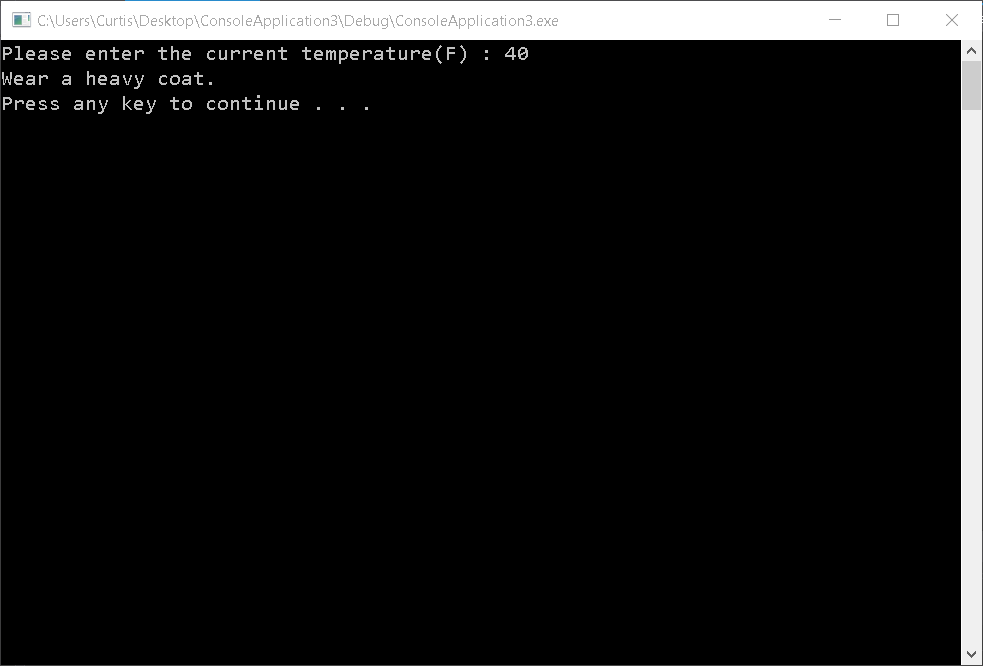 C:\Users\Curtis\Desktop\ConsoleApplication3\Debug\ConsoleApplication3.exe
Please enter the current temperature(F) : 40
Wear a heavy coat.
Press any key to continue . . .